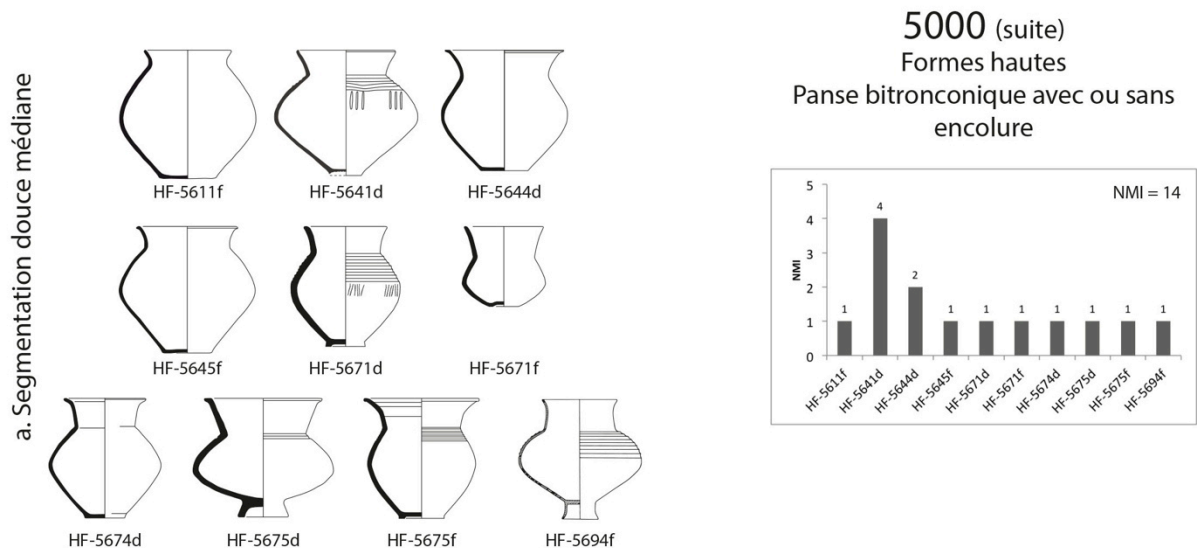 a. Segmentation douce médiane
HF-5611f HF-5641d HF-5644d
HF-5645f HF-5671d HF-5671f
HF-5674d HF-5675d HF-5675f HF-5694f
5000 (suite)
Formes hautes
Panse bitronconique avec ou sans
encolure
NMI = 14
NMI
5
4
3
2
1
0
1 4 2 1 1 1 1 1 1 1
HF-5611f HF-5641d HF-5644d HF-5645f HF-5671d HF-5671f HF-5674d HF-5675d HF-5675f HF-5694f